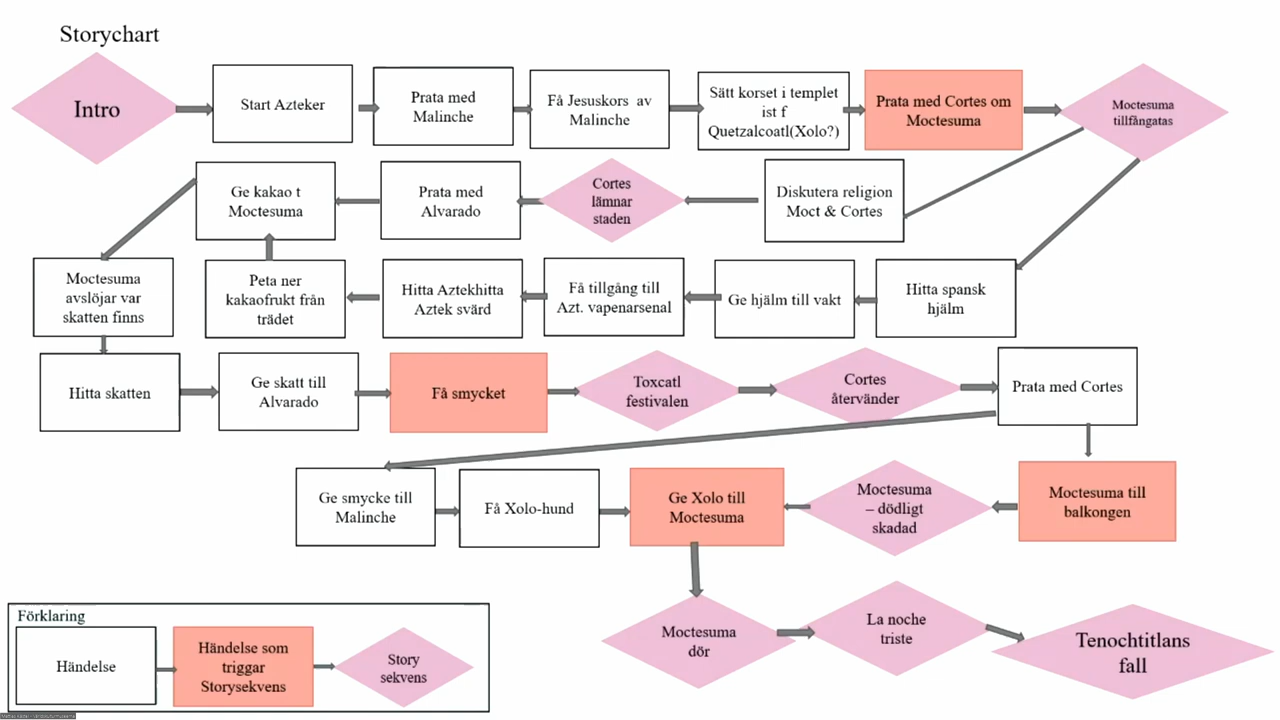 Storychart
Intro
Start Azteker
Prata med
Malinche
Få Jesuskors av
Malinche
Sätt korset i templet
ist f
Quetzalcoatl(Xolo?)
Prata med Cortes om
Moctesuma
Moctesuma
tillfångatas
Ge kakao t
Moctesuma
Prata med
Alvarado
Cortes
lämnar
staden
Diskutera religion
Moct & Cortes
Moctesuma
avslöjar var
skatten finns
Peta ner
kakaofrukt från
trädet
Hitta Aztekhitta
Aztek svärd
Få tillgång till
Azt. vapenarsenal
Ge hjälm till vakt
Hitta spansk
hjälm
Hitta skatten
Ge skatt till
Alvarado
Få smycket
Toxcatl
festivalen
Cortes
återvänder
Prata med Cortes
Ge smycke till
Malinche
Få Xolo-hund
Ge Xolo till
Moctesuma
Moctesuma
– dödligt
skadad
Moctesuma till
balkongen
Moctesuma
dör
La noche
triste
Tenochtitlans
fall
Förklaring
Händelse
Händelse som
triggar
Storysekvens
Story
sekvens